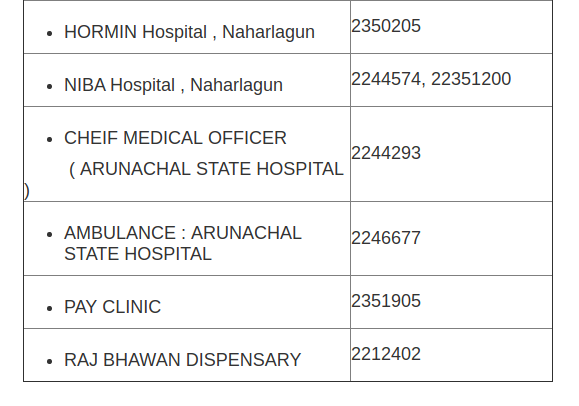 HORMIN Hospital , Naharlagun 2350205
NIBA Hospital , Naharlagun 2244574, 22351200
CHEIF MEDICAL OFFICER
( ARUNACHAL STATE HOSPITAL
)
2244293
AMBULANCE : ARUNACHAL
STATE HOSPITAL
2246677
PAY CLINIC 2351905
RAJ BHAWAN DISPENSARY 2212402